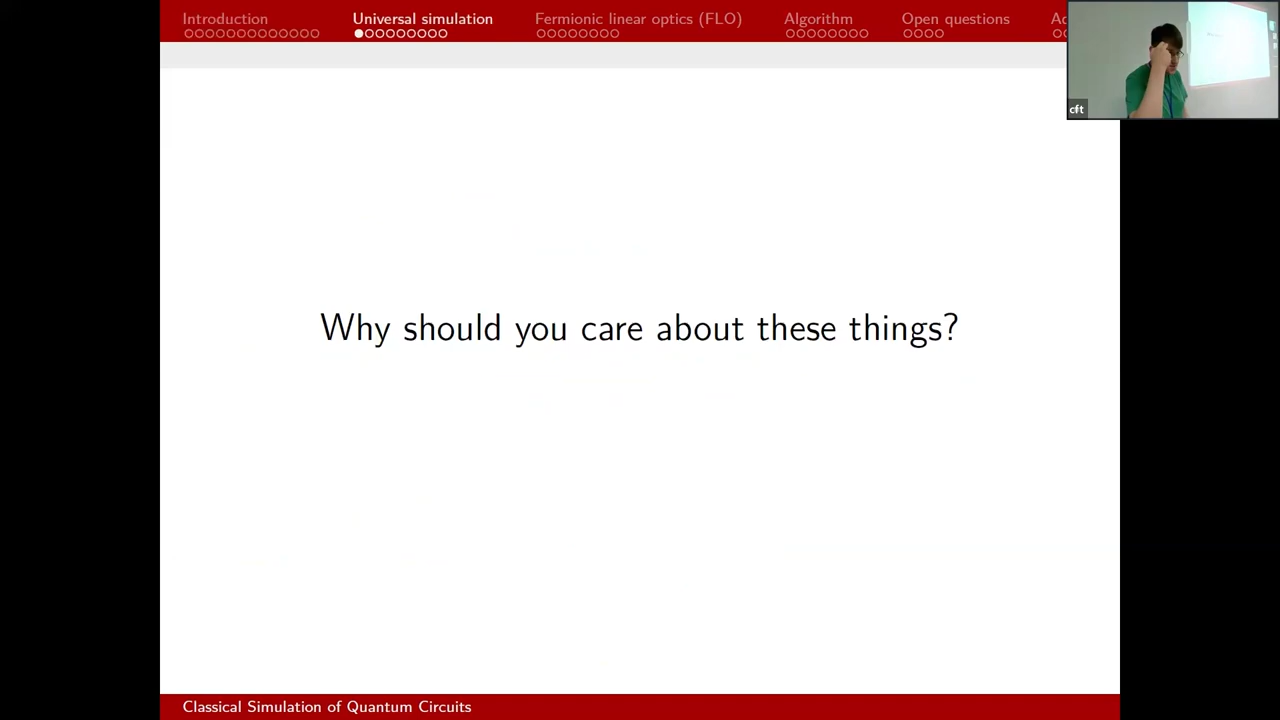 Introduction
Universal simulation
Fermionic linear optics (FLO)
Algorithm
Open questions
cft
Why should you care about these things?
Classical Simulation of Quantum Circuits